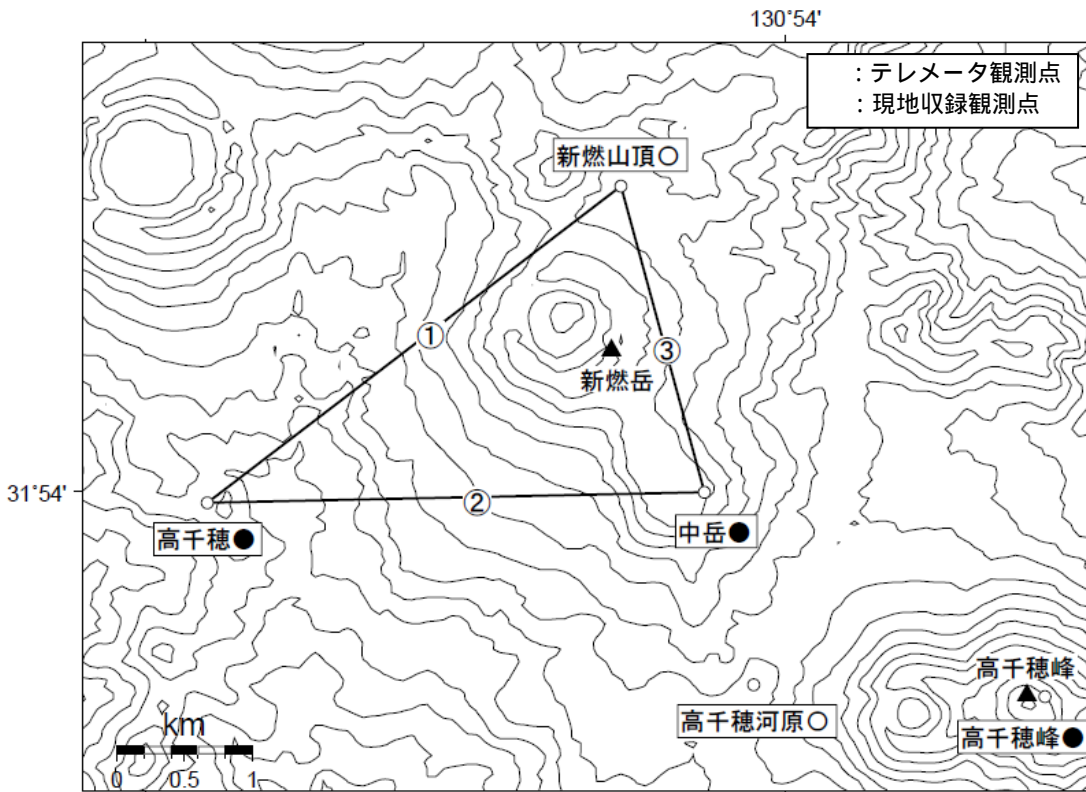 130°54'
：テレメータ観測点
：現地収録観測点
新燃山頂○
①
③
新燃岳
31°54'
②
高千穂●
中岳●
高千穂峰
高千穂河原○
高千穂峰●
km
0 0.5 1